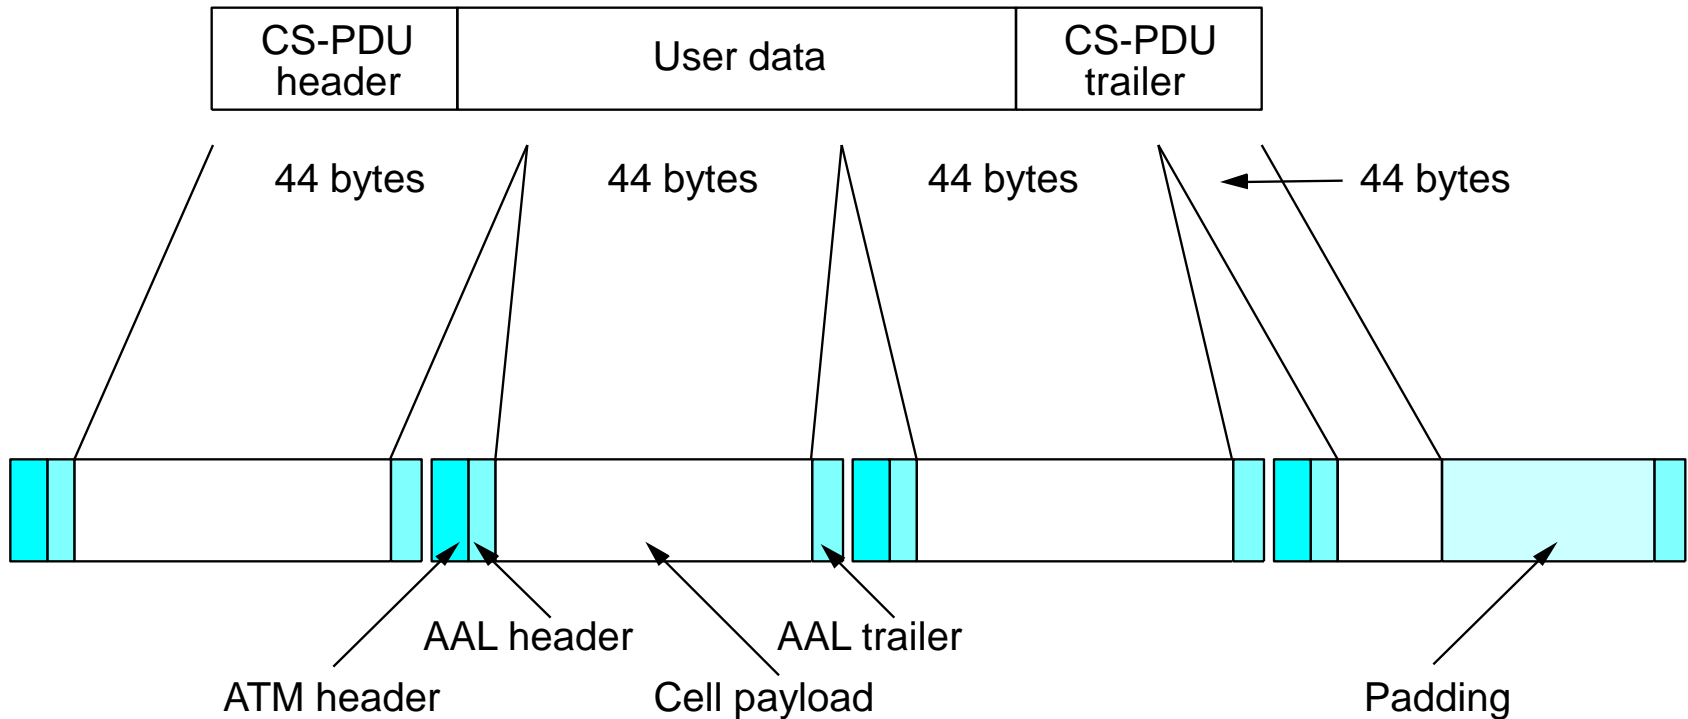 CS-PDU
header
User data
CS-PDU
trailer
44 bytes
44 bytes
44 bytes
44 bytes
AAL header
AAL trailer
ATM header
Cell payload
Padding